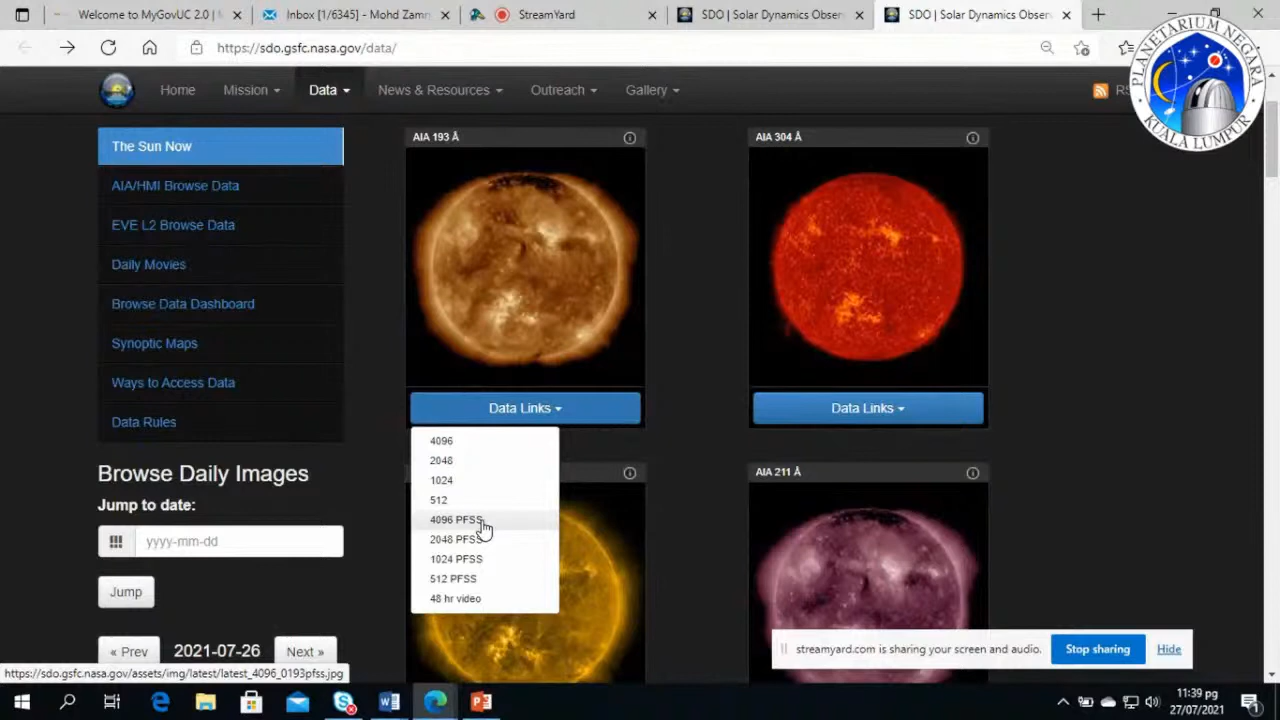 Welcome to MyGovUC 2.0 |
Inbox [1/6345] - Mohd Zamr
StreamYard
SDO | Solar Dynamics Obser
SDO | Solar Dynamics Obser
https://sdo.gsfc.nasa.gov/data/
PLANETARIUM NEGARA
KUALA LUMPUR
Home
Mission
Data
News & Resources
Outreach
Gallery
The Sun Now
AIA/HMI Browse Data
EVE L2 Browse Data
Daily Movies
Browse Data Dashboard
Synoptic Maps
Ways to Access Data
Data Rules
Browse Daily Images
Jump to date:
yyyy-mm-dd
Jump
« Prev
2021-07-26
Next »
AIA 193 Å
Data Links
4096
2048
1024
512
4096 PFSS
2048 PFSS
1024 PFSS
512 PFSS
48 hr video
AIA 304 Å
Data Links
AIA 211 Å
streamyard.com is sharing your screen and audio.
Stop sharing
Hide
https://sdo.gsfc.nasa.gov/assets/img/latest/latest_4096_0193pfss.jpg
11:39 pg
27/07/2021